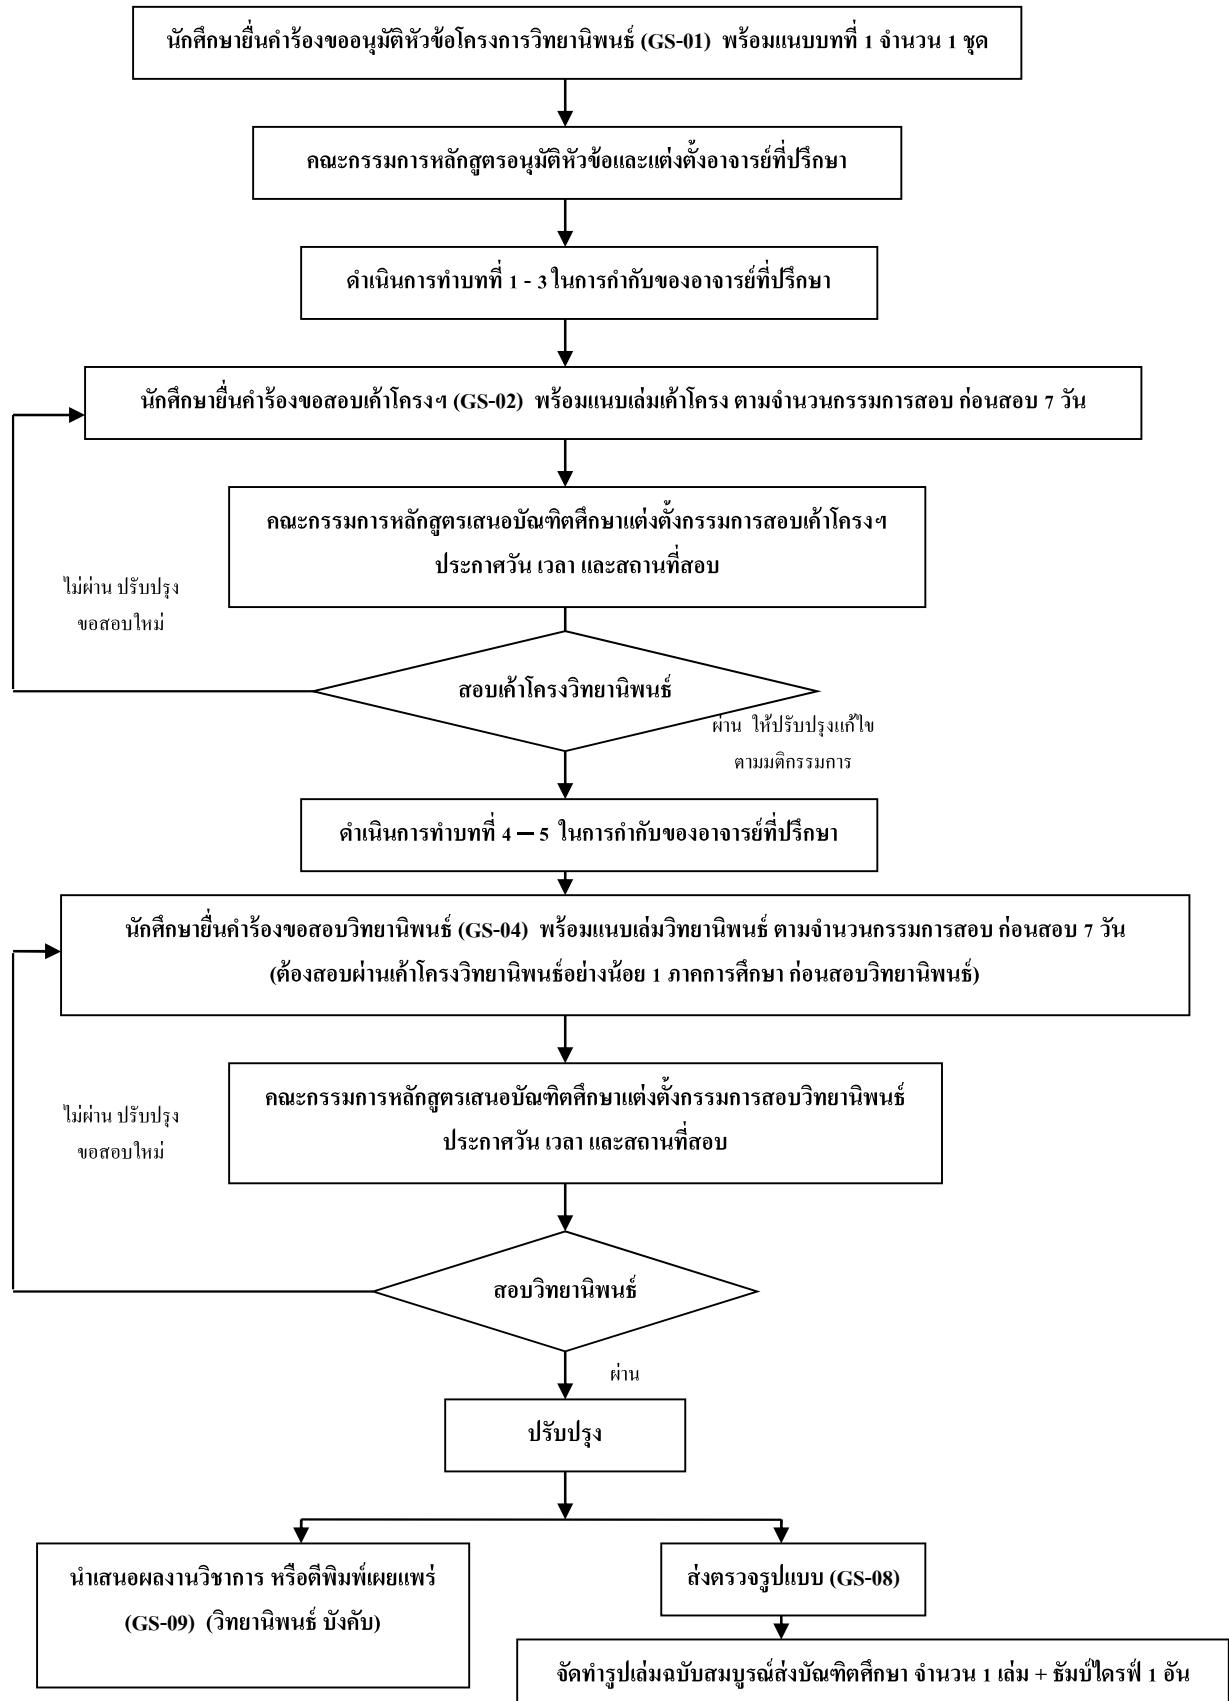 นักศึกษายื่นคำร้องขออนุมัติหัวข้อโครงการวิทยานิพนธ์ (GS-01) พร้อมแนบบทที่ 1 จำนวน 1 ชุด
คณะกรรมการหลักสูตรอนุมัติหัวข้อและแต่งตั้งอาจารย์ที่ปรึกษา
ดำเนินการทำบทที่ 1 - 3 ในการกำกับของอาจารย์ที่ปรึกษา
นักศึกษายื่นคำร้องขอสอบเค้าโครงฯ (GS-02) พร้อมแนบเล่มเค้าโครง ตามจำนวนกรรมการสอบ ก่อนสอบ 7 วัน
คณะกรรมการหลักสูตรเสนอบัณฑิตศึกษาแต่งตั้งกรรมการสอบเค้าโครงฯ
ประกาศวัน เวลา และสถานที่สอบ
ไม่ผ่าน ปรับปรุง
ขอสอบใหม่
สอบเค้าโครงวิทยานิพนธ์
ผ่าน ให้ปรับปรุงแก้ไข
ตามมติกรรมการ
ดำเนินการทำบทที่ 4 – 5 ในการกำกับของอาจารย์ที่ปรึกษา
นักศึกษายื่นคำร้องขอสอบวิทยานิพนธ์ (GS-04) พร้อมแนบเล่มวิทยานิพนธ์ ตามจำนวนกรรมการสอบ ก่อนสอบ 7 วัน
(ต้องสอบผ่านเค้าโครงวิทยานิพนธ์อย่างน้อย 1 ภาคการศึกษา ก่อนสอบวิทยานิพนธ์)
คณะกรรมการหลักสูตรเสนอบัณฑิตศึกษาแต่งตั้งกรรมการสอบวิทยานิพนธ์
ประกาศวัน เวลา และสถานที่สอบ
ไม่ผ่าน ปรับปรุง
ขอสอบใหม่
สอบวิทยานิพนธ์
ผ่าน
ปรับปรุง
นำเสนอผลงานวิชาการ หรือตีพิมพ์เผยแพร่
(GS-09) (วิทยานิพนธ์ บังคับ)
ส่งตรวจรูปแบบ (GS-08)
จัดทำรูปเล่มฉบับสมบูรณ์ส่งบัณฑิตศึกษา จำนวน 1 เล่ม + ธัมบ์ไดรฟ์ 1 อัน